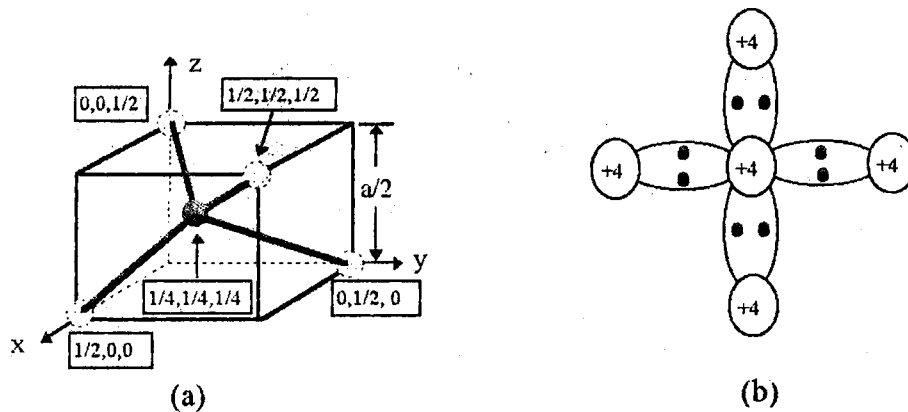 z
0,0,1/2
1/2,1/2,1/2
a/2
y
1/4,1/4,1/4
0,1/2, 0
x
1/2,0,0
(a)
+4
+4
+4
+4
+4
(b)